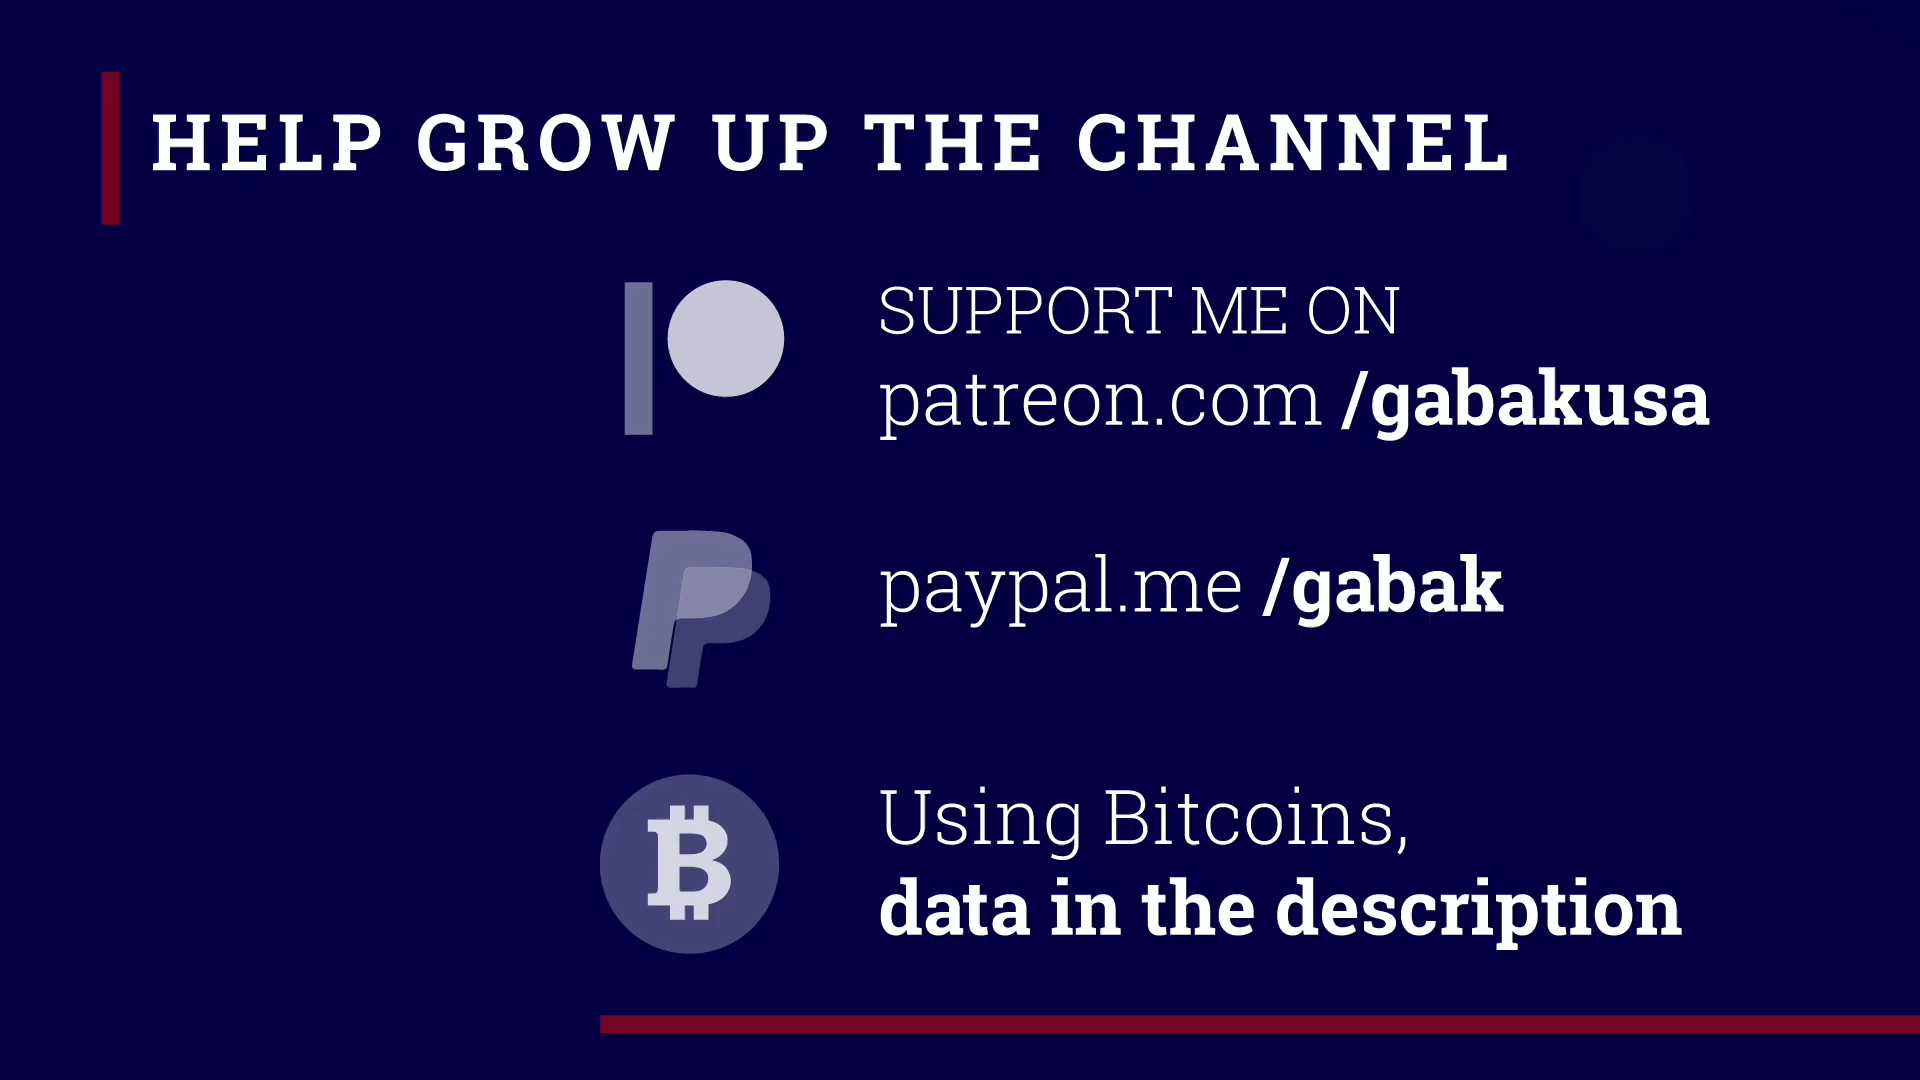 HELP GROW UP THE CHANNEL
SUPPORT ME ON
patreon.com /gabakusa
paypal.me /gabak
Using Bitcoins,
data in the description